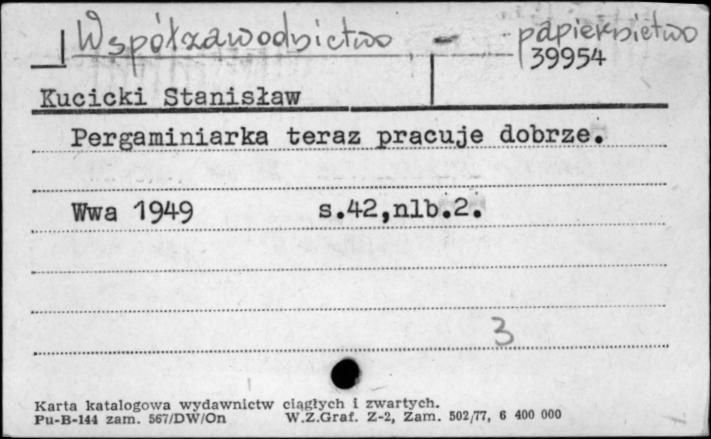 Współzawodnictwo - papiernictwo
39954
Kucicki Stanisław
Pergaminiarka teraz pracuje dobrze.
Wwa 1949 s.42,nlb.2.
3
Karta katalogowa wydawnictw ciągłych i zwartych.
Pu-B-144 zam. 567/DW/On W.Z.Graf. Z-2, Zam. 502/77, 6 400 000